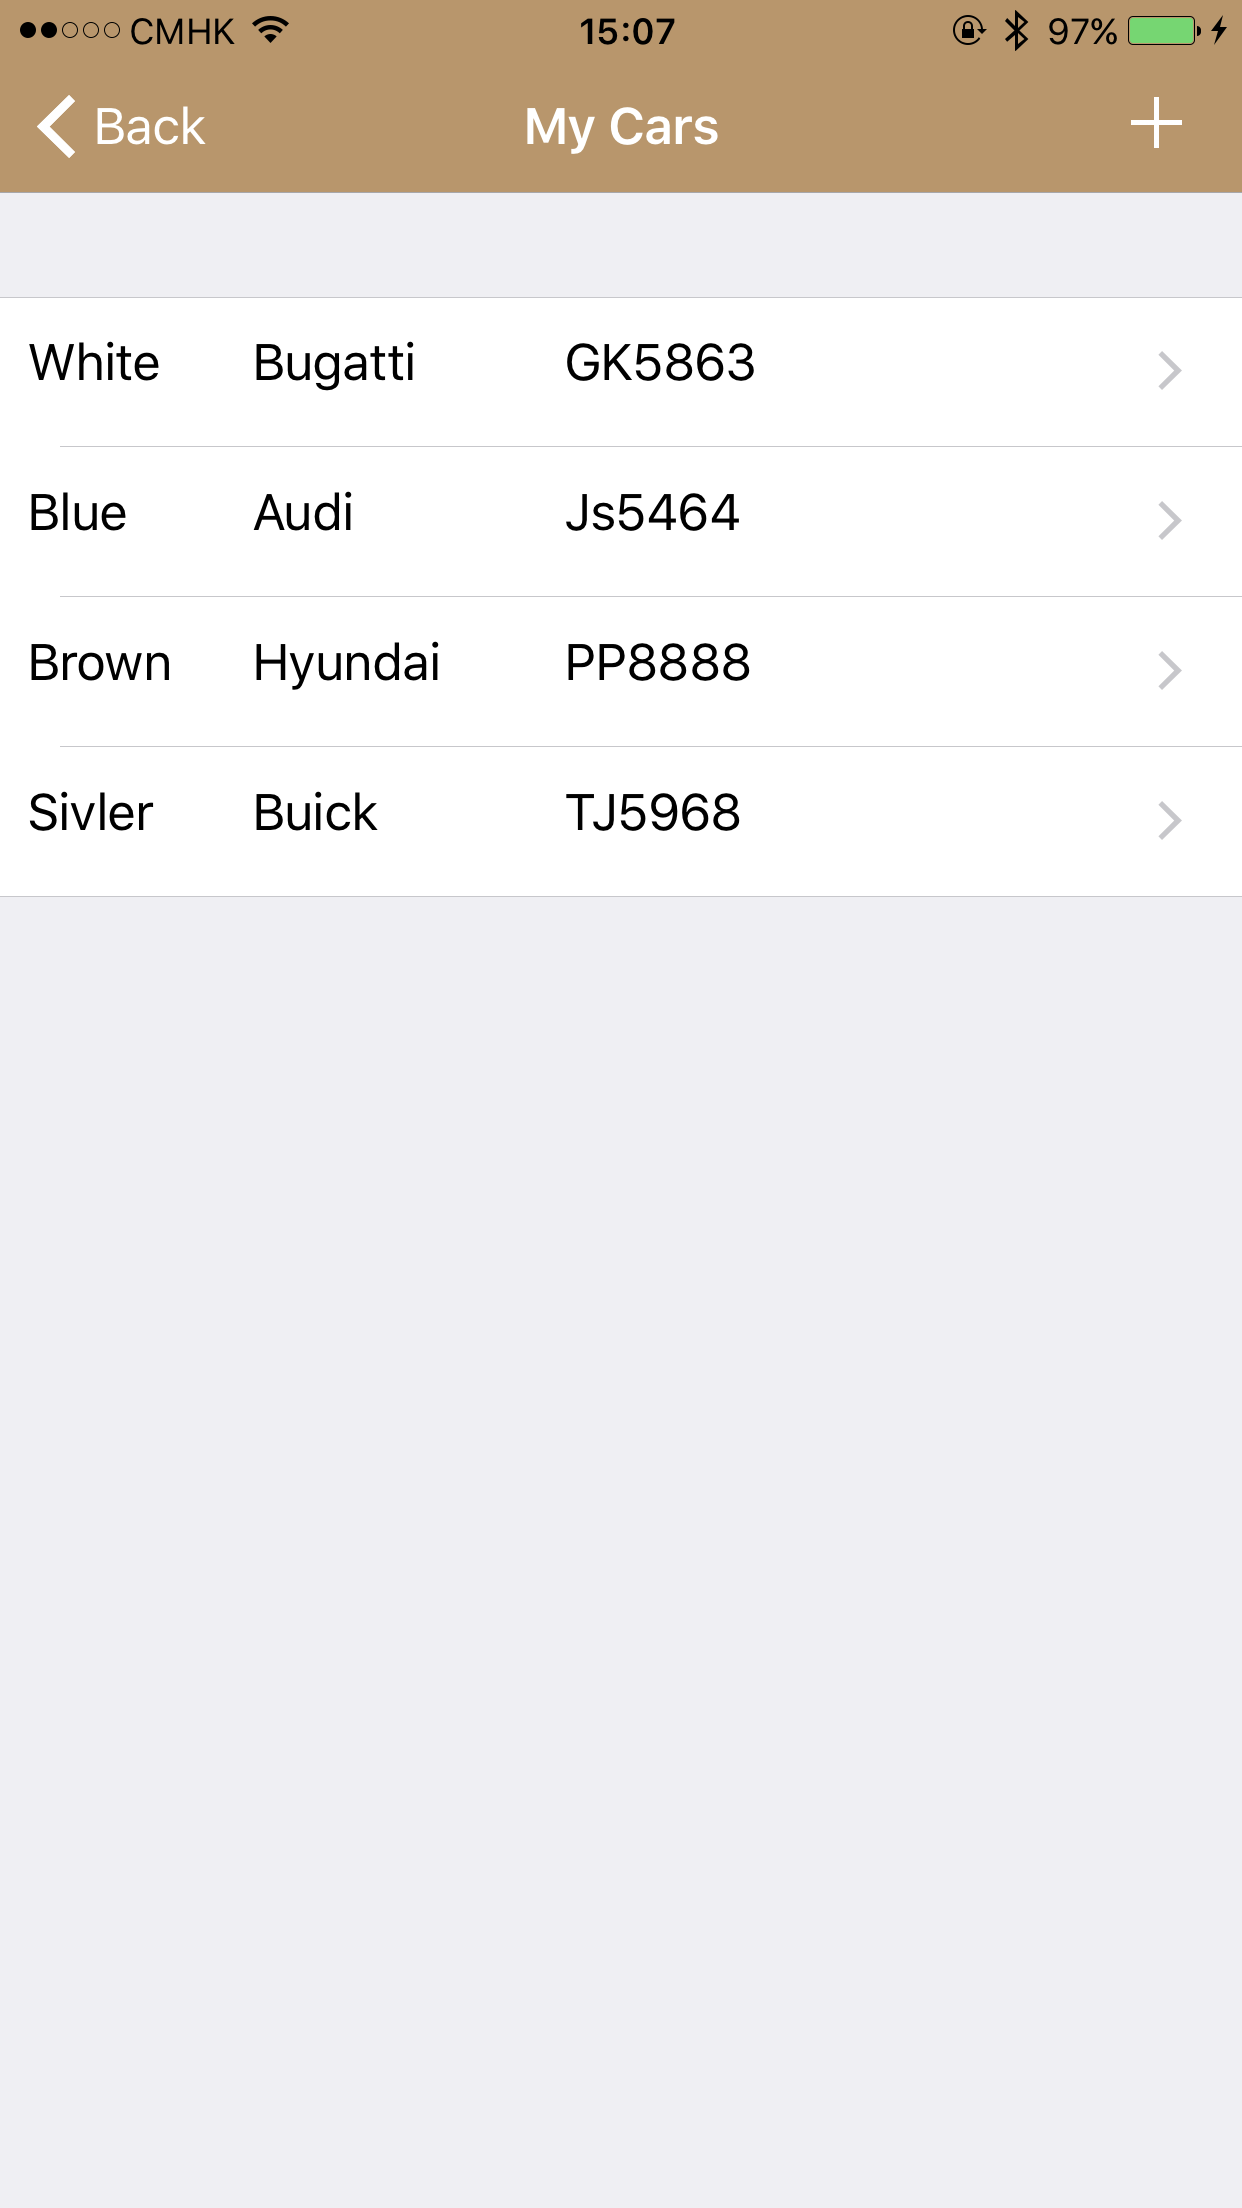 CMHK 15:07 97%
Back My Cars
White Bugatti GK5863
Blue Audi Js5464
Brown Hyundai PP8888
Sivler Buick TJ5968